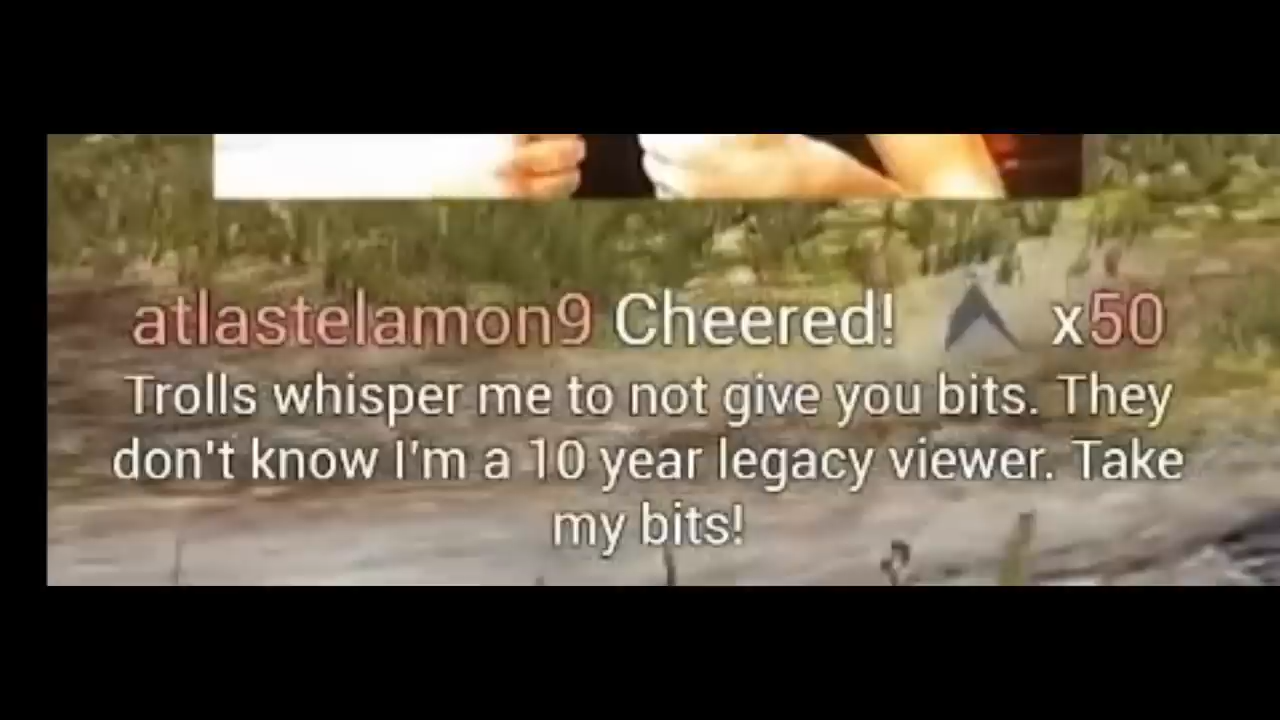 atlastelamon9 Cheered! x50
Trolls whisper me to not give you bits. They
don't know I'm a 10 year legacy viewer. Take
my bits!